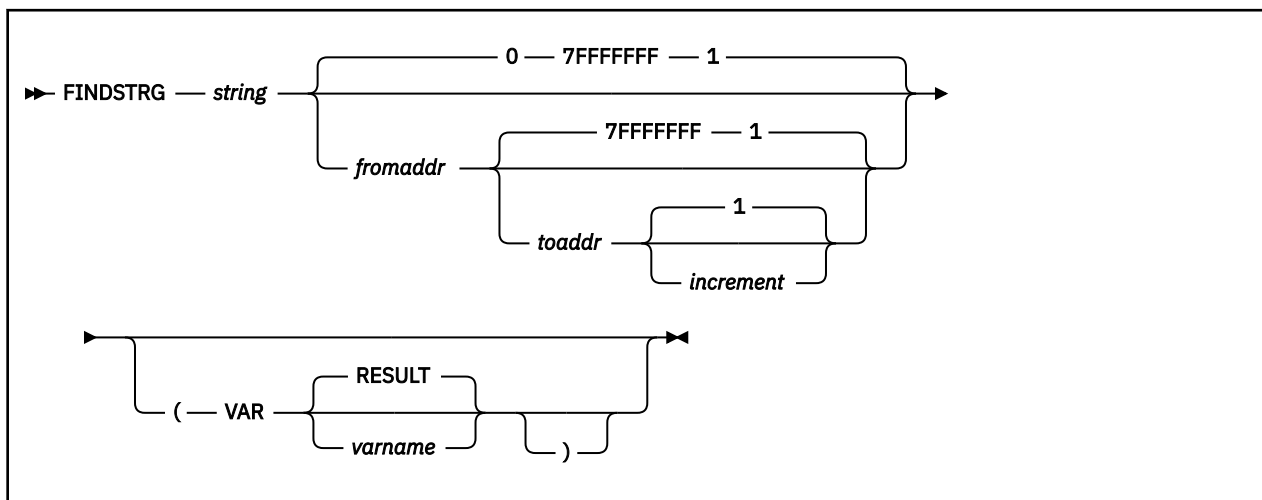 0 7FFFFFFF 1
FINDSTRG string
7FFFFFFF 1
fromaddr
1
toaddr
increment
RESULT
( VAR
varname
)